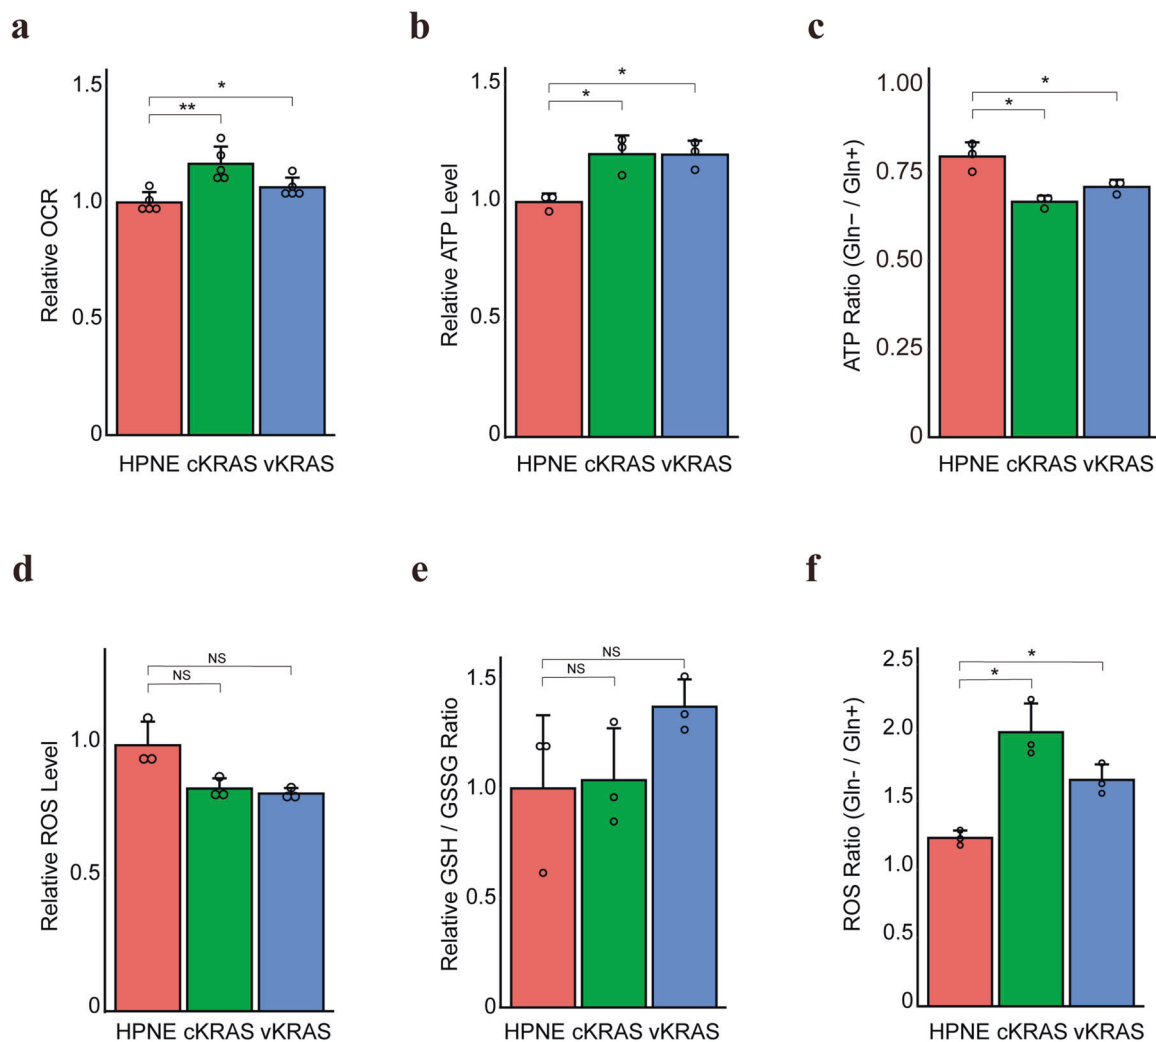 a
Relative OCR
1.5
1.0
0.5
0
*
**
HPNE cKRAS vKRAS
b
Relative ATP Level
1.5
1.0
0.5
0
*
*
HPNE cKRAS vKRAS
c
ATP Ratio (Gln− / Gln+)
1.00
0.75
0.50
0.25
0
*
*
HPNE cKRAS vKRAS
d
Relative ROS Level
1.0
0.5
0
NS
NS
HPNE cKRAS vKRAS
e
Relative GSH / GSSG Ratio
1.5
1.0
0.5
0
NS
NS
HPNE cKRAS vKRAS
f
ROS Ratio (Gln- / Gln+)
2.5
2.0
1.5
1.0
0.5
0
*
*
HPNE cKRAS vKRAS